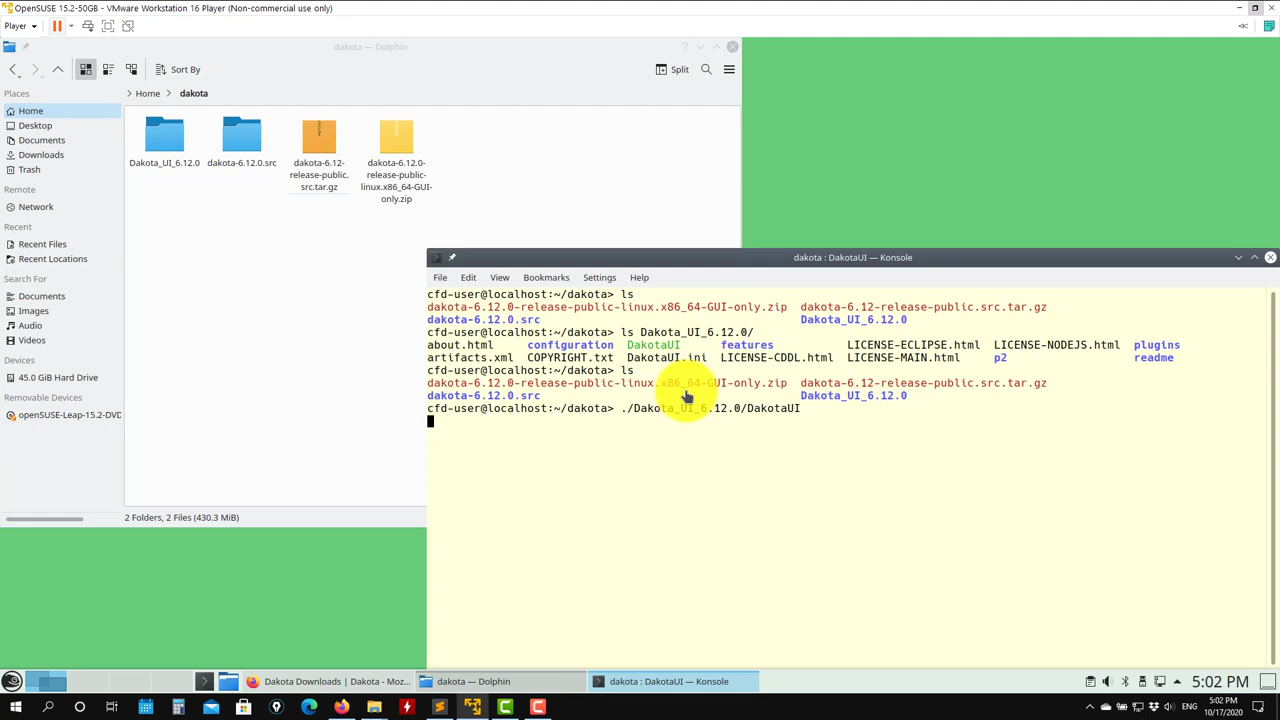 OpenSUSE 15.2-50GB - VMware Workstation 16 Player (Non-commercial use only)
Player
dakota — Dolphin
Sort By
Split
Places
Home
Desktop
Documents
Downloads
Trash
Remote
Network
Recent
Recent Files
Recent Locations
Search For
Documents
Images
Audio
Videos
Devices
45.0 GiB Hard Drive
Removable Devices
openSUSE-Leap-15.2-DVD
Home
dakota
Dakota_UI_6.12.0
dakota-6.12.0.src
dakota-6.12-
release-public.
src.tar.gz
dakota-6.12.0-
release-public-
linux.x86_64-GUI-
only.zip
2 Folders, 2 Files (430.3 MiB)
dakota : DakotaUI — Konsole
File Edit View Bookmarks Settings Help
cfd-user@localhost:~/dakota> ls
dakota-6.12.0-release-public-linux.x86_64-GUI-only.zip dakota-6.12-release-public.src.tar.gz
dakota-6.12.0.src Dakota_UI_6.12.0
cfd-user@localhost:~/dakota> ls Dakota_UI_6.12.0/
about.html configuration DakotaUI features LICENSE-ECLIPSE.html LICENSE-NODEJS.html plugins
artifacts.xml COPYRIGHT.txt DakotaUI.ini LICENSE-CDDL.html LICENSE-MAIN.html p2 readme
cfd-user@localhost:~/dakota> ls
dakota-6.12.0-release-public-linux.x86_64-GUI-only.zip dakota-6.12-release-public.src.tar.gz
dakota-6.12.0.src Dakota_UI_6.12.0
cfd-user@localhost:~/dakota> ./Dakota_UI_6.12.0/DakotaUI
Dakota Downloads | Dakota - Moz...
dakota — Dolphin
dakota : DakotaUI — Konsole
5:02 PM
5:02 PM
10/17/2020